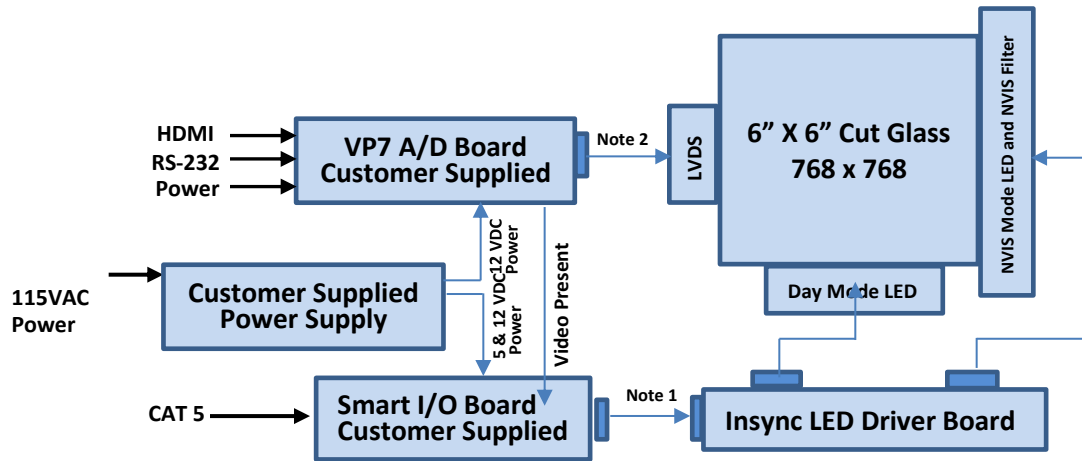 HDMI
RS-232
Power
VP7 A/D Board
Customer Supplied
Note 2
LVDS
6” X 6” Cut Glass
768 x 768
NVIS Mode LED and NVIS Filter
Day Mode LED
115VAC
Power
Customer Supplied
Power Supply
12 VDC
Power
5 & 12 VDC
Power
Video Present
CAT 5
Smart I/O Board
Customer Supplied
Note 1
Insync LED Driver Board